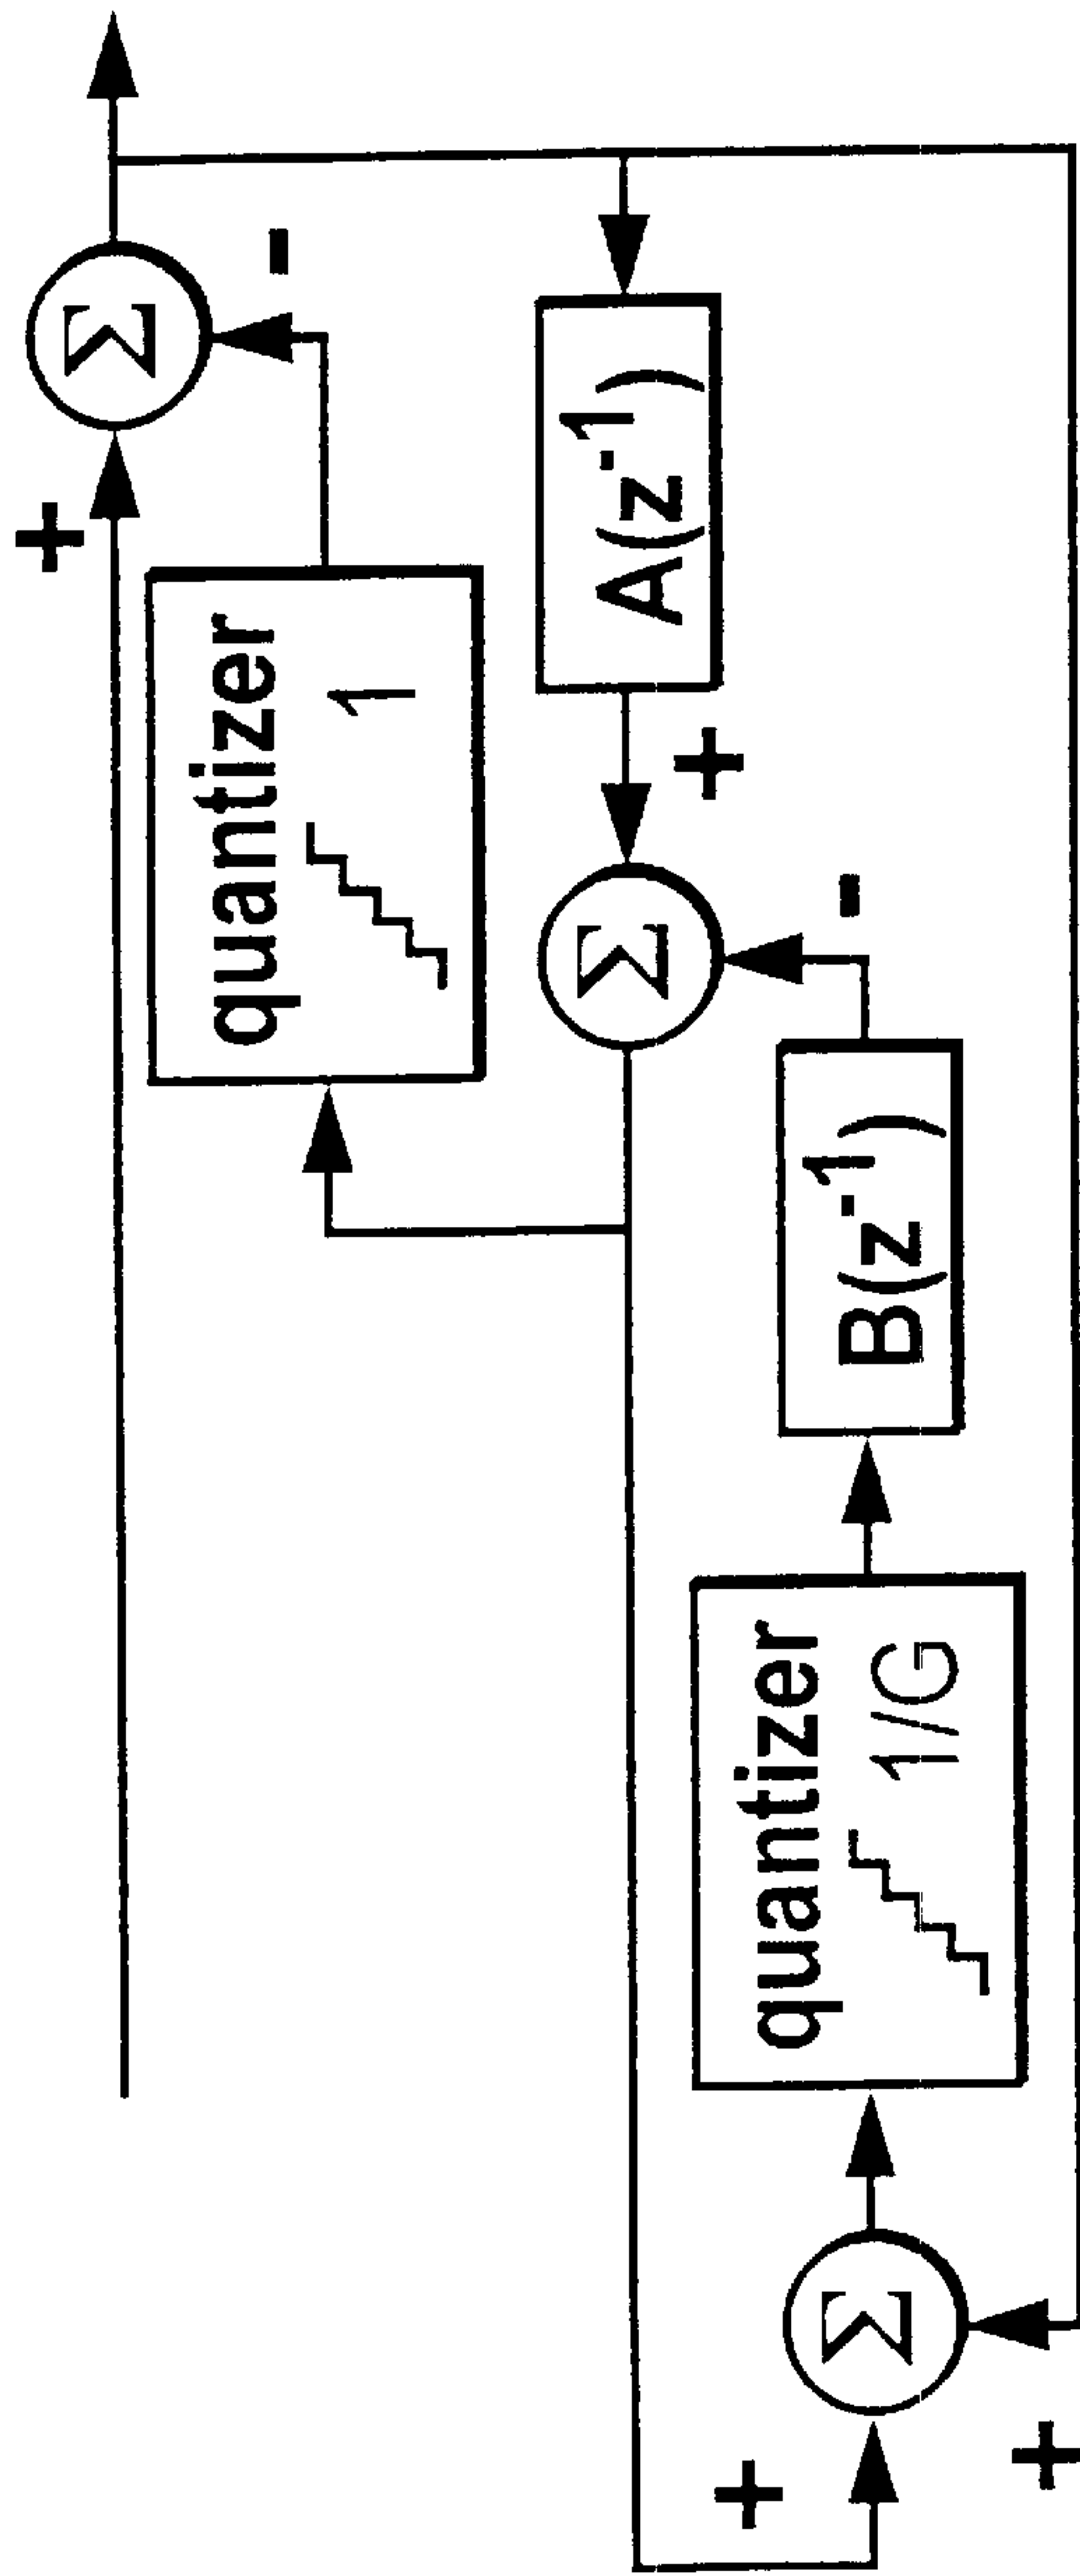 +
Σ
-
quantizer
1
A(z⁻¹)
+
Σ
-
B(z⁻¹)
quantizer
1/G
+
Σ
+